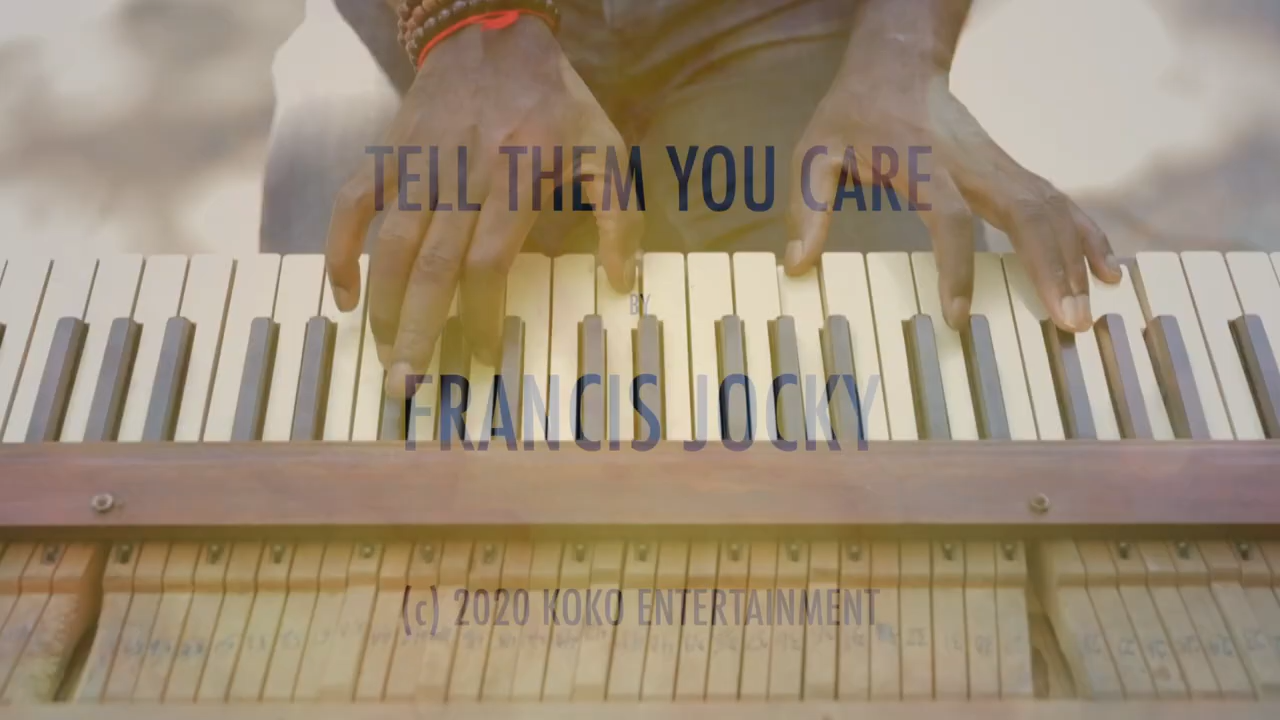 TELL THEM YOU CARE
BY
FRANCIS JOCKY
(c) 2020 KOKO ENTERTAINMENT